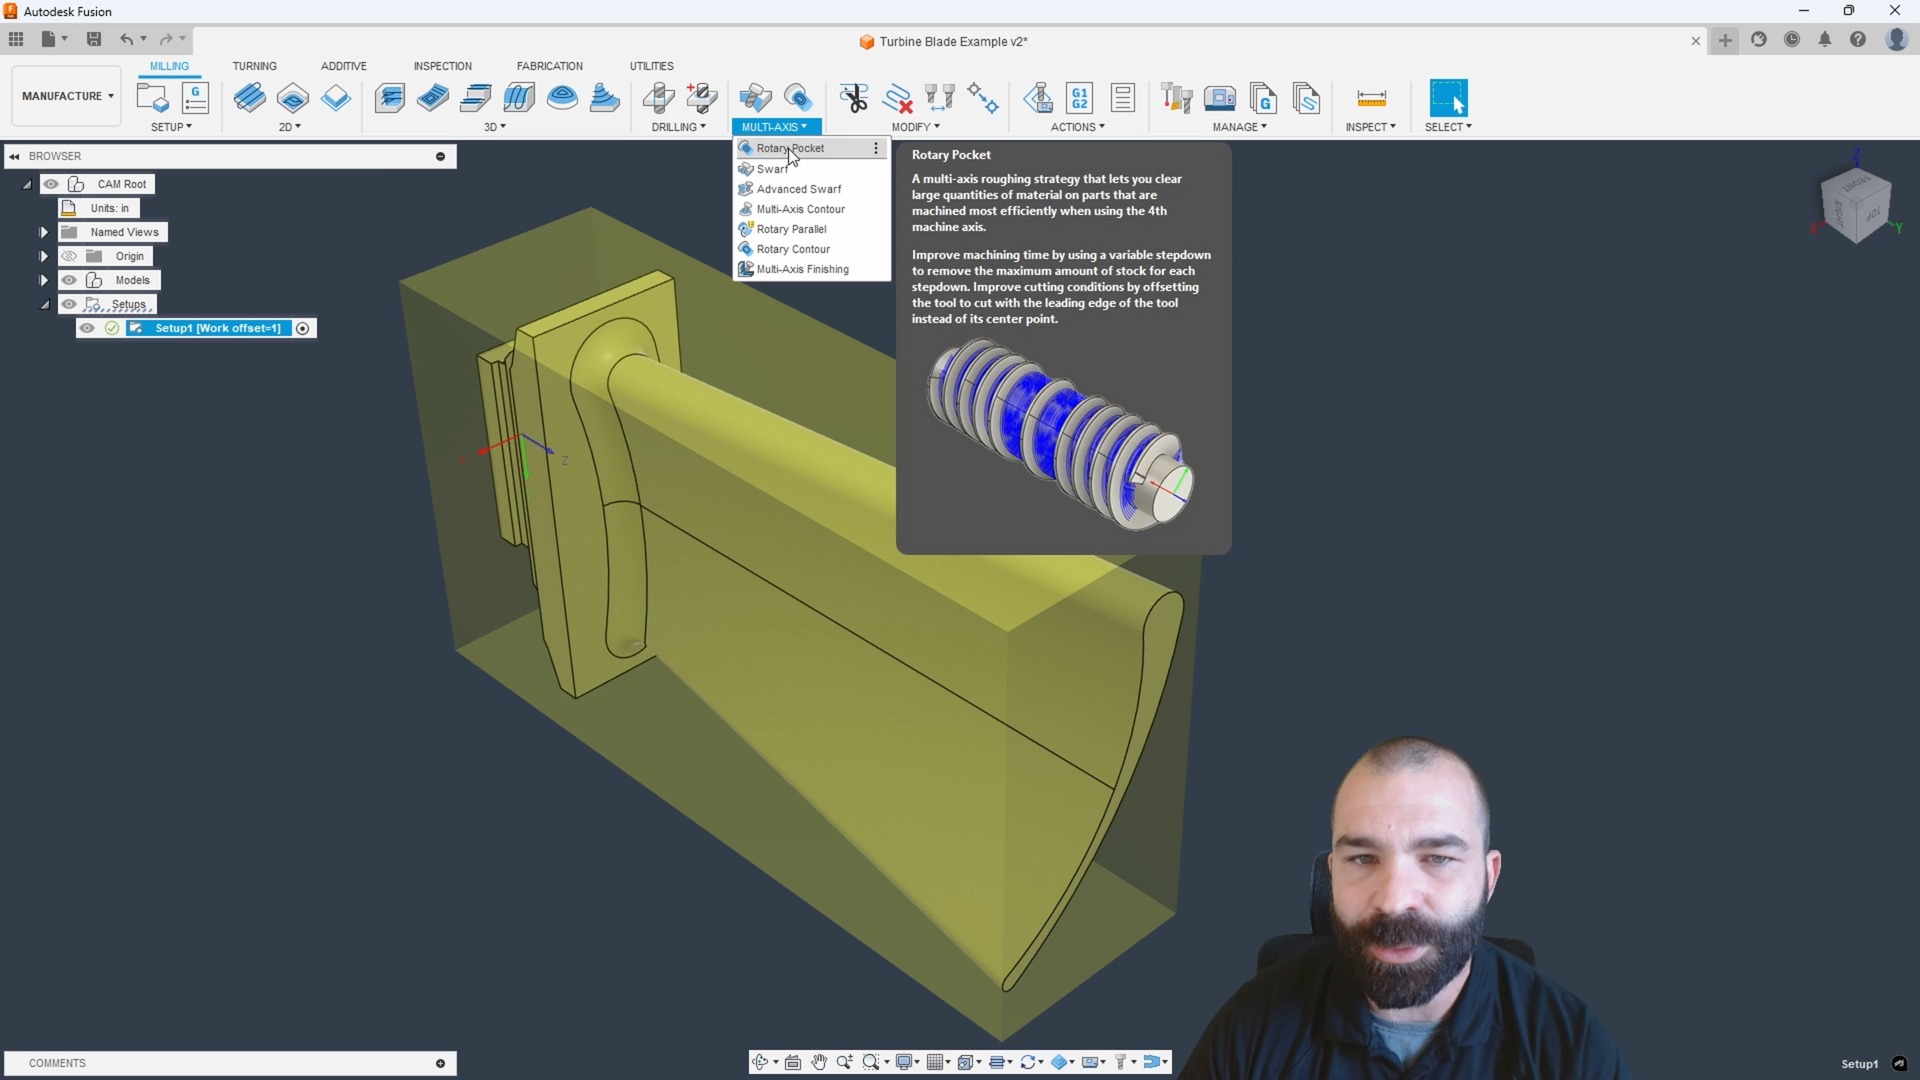 Autodesk Fusion
Turbine Blade Example v2*
MANUFACTURE
MILLING
TURNING
ADDITIVE
INSPECTION
FABRICATION
UTILITIES
G
G1
G2
G
SETUP
2D
3D
DRILLING
MULTI-AXIS
MODIFY
ACTIONS
MANAGE
INSPECT
SELECT
BROWSER
CAM Root
Units: in
Named Views
Origin
Models
Setups
Setup1 [Work offset=1]
Rotary Pocket
Swarf
Advanced Swarf
Multi-Axis Contour
Rotary Parallel
Rotary Contour
Multi-Axis Finishing
Rotary Pocket
A multi-axis roughing strategy that lets you clear
large quantities of material on parts that are
machined most efficiently when using the 4th
machine axis.
Improve machining time by using a variable stepdown
to remove the maximum amount of stock for each
stepdown. Improve cutting conditions by offsetting
the tool to cut with the leading edge of the tool
instead of its center point.
Z
FRONT
RIGHT
TOP
X
Y
Z
COMMENTS
Setup1